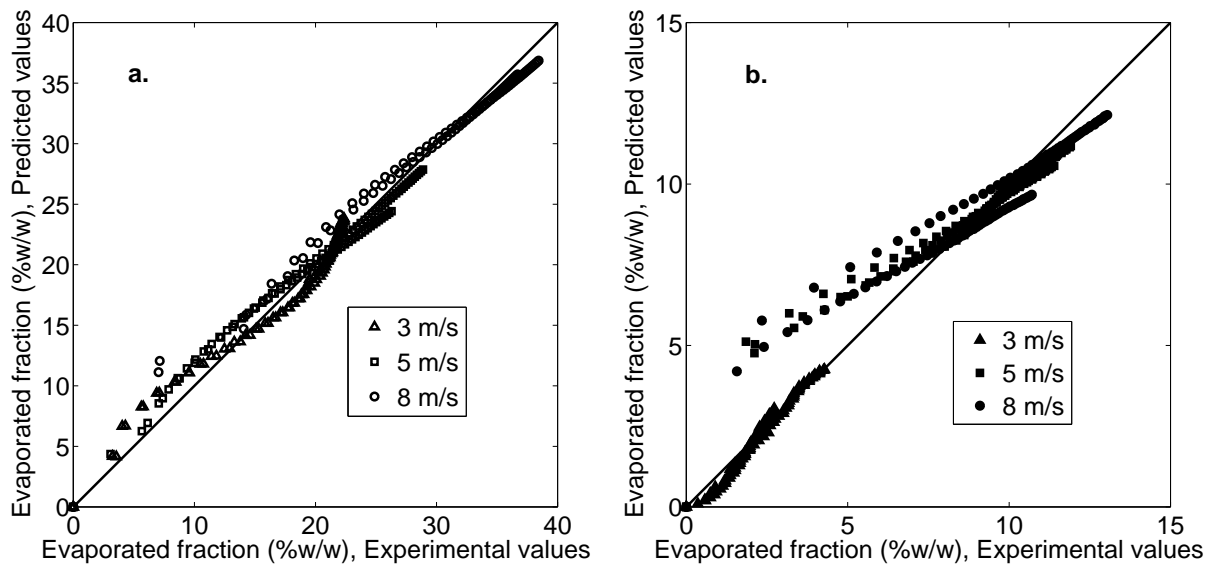 Evaporated fraction (%w/w), Predicted values
40
35
30
25
20
15
10
5
0
a.
3 m/s
5 m/s
8 m/s
0 10 20 30 40
Evaporated fraction (%w/w), Experimental values
Evaporated fraction (%w/w), Predicted values
15
10
5
0
b.
3 m/s
5 m/s
8 m/s
0 5 10 15
Evaporated fraction (%w/w), Experimental values